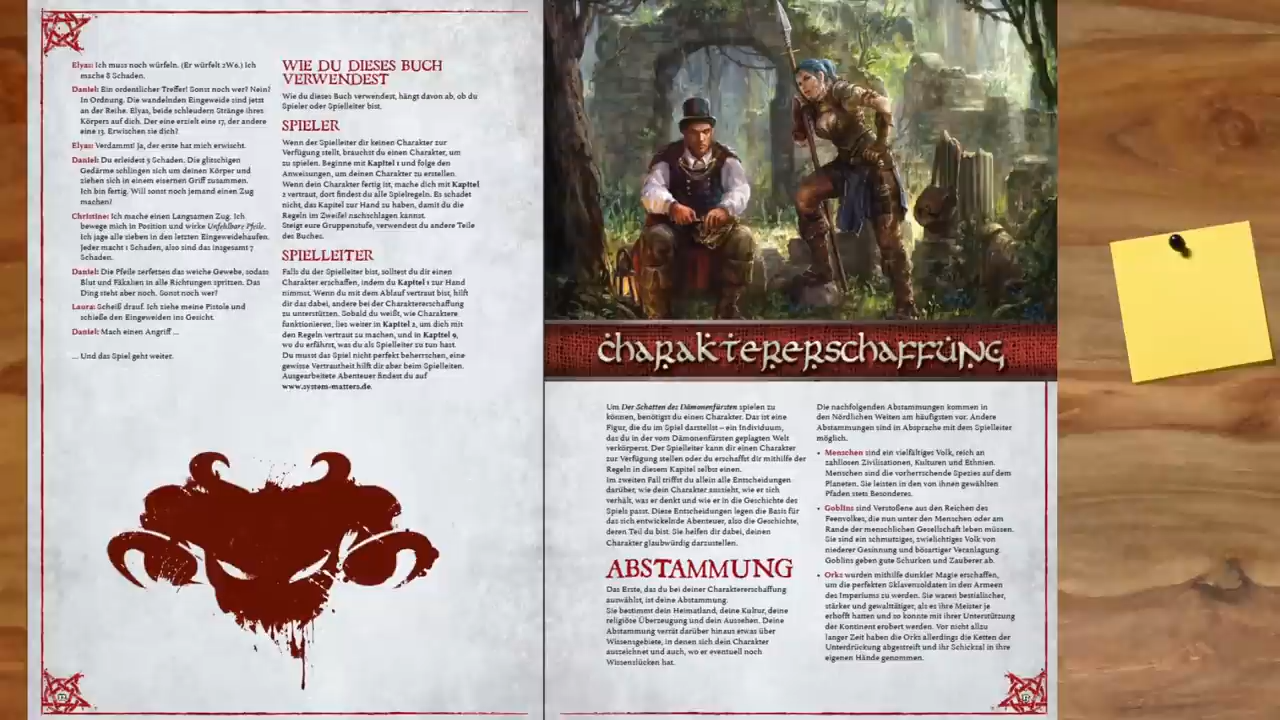 Elyas: Ich muss noch würfeln. (Er würfelt 2W6.) Ich
mache 8 Schaden.
Daniel: Ein ordentlicher Treffer! Sonst noch wer? Nein?
In Ordnung. Die wandelnden Eingeweide sind jetzt
an der Reihe. Elyas, beide schleudern Stränge ihres
Körpers auf dich. Der eine erzielt eine 17, der andere
eine 13. Erwischen sie dich?
Elyas: Verdammt! Ja, der erste hat mich erwischt.
Daniel: Du erleidest 5 Schaden. Die glitschigen
Gedärme schlingen sich um deinen Körper und
ziehen sich in einem eisernen Griff zusammen.
Ich bin fertig. Will sonst noch jemand einen Zug
machen?
Christine: Ich mache einen Langsamen Zug. Ich
bewege mich in Position und wirke Unfehlbare Pfeile.
Ich jage alle sieben in den letzten Eingeweidehaufen.
Jeder macht 1 Schaden, also sind das insgesamt 7
Schaden.
Daniel: Die Pfeile zerfetzen das weiche Gewebe, sodass
Blut und Fäkalien in alle Richtungen spritzen. Das
Ding steht aber noch. Sonst noch wer?
Laura: Scheiß drauf. Ich ziehe meine Pistole und
schieße den Eingeweiden ins Gesicht.
Daniel: Mach einen Angriff ...
... Und das Spiel geht weiter.
WIE DU DIESES BUCH
VERWENDEST
Wie du dieses Buch verwendest, hängt davon ab, ob du
Spieler oder Spielleiter bist.
SPIELER
Wenn der Spielleiter dir keinen Charakter zur
Verfügung stellt, brauchst du einen Charakter, um
zu spielen. Beginne mit Kapitel 1 und folge den
Anweisungen, um deinen Charakter zu erstellen.
Wenn dein Charakter fertig ist, mache dich mit Kapitel
2 vertraut, dort findest du alle Spielregeln. Es schadet
nicht, das Kapitel zur Hand zu haben, damit du die
Regeln im Zweifel nachschlagen kannst.
Steigt eure Gruppenstufe, verwendest du andere Teile
des Buches.
SPIELLEITER
Falls du der Spielleiter bist, solltest du dir einen
Charakter erschaffen, indem du Kapitel 1 zur Hand
nimmst. Wenn du mit dem Ablauf vertraut bist, hilft
dir das dabei, andere bei der Charaktererschaffung
zu unterstützen. Sobald du weißt, wie Charaktere
funktionieren, lies weiter in Kapitel 2, um dich mit
den Regeln vertraut zu machen, und in Kapitel 9,
wo du erfährst, was du als Spielleiter zu tun hast.
Du musst das Spiel nicht perfekt beherrschen, eine
gewisse Vertrautheit hilft dir aber beim Spielleiten.
Ausgearbeitete Abenteuer findest du auf
www.system-matters.de.
CHARAKTERERSCHAFFUNG
Um Der Schatten des Dämonenfürsten spielen zu
können, benötigst du einen Charakter. Das ist eine
Figur, die du im Spiel darstellst – ein Individuum,
das du in der vom Dämonenfürsten geplagten Welt
verkörperst. Der Spielleiter kann dir einen Charakter
zur Verfügung stellen oder du erschaffst dir mithilfe der
Regeln in diesem Kapitel selbst einen.
Im zweiten Fall triffst du allein alle Entscheidungen
darüber, wie dein Charakter aussieht, wie er sich
verhält, was er denkt und wie er in die Geschichte des
Spiels passt. Diese Entscheidungen legen die Basis für
das sich entwickelnde Abenteuer, also die Geschichte,
deren Teil du bist. Sie helfen dir dabei, deinen
Charakter glaubwürdig darzustellen.
ABSTAMMUNG
Das Erste, das du bei deiner Charaktererschaffung
auswählst, ist deine Abstammung.
Sie bestimmt dein Heimatland, deine Kultur, deine
religiöse Überzeugung und dein Aussehen. Deine
Abstammung verrät darüber hinaus etwas über
Wissensgebiete, in denen sich dein Charakter
auszeichnet und auch, wo er eventuell noch
Wissenslücken hat.
Die nachfolgenden Abstammungen kommen in
den Nördlichen Weiten am häufigsten vor. Andere
Abstammungen sind in Absprache mit dem Spielleiter
möglich.
• Menschen sind ein vielfältiges Volk, reich an
zahllosen Zivilisationen, Kulturen und Ethnien.
Menschen sind die vorherrschende Spezies auf dem
Planeten. Sie leisten in den von ihnen gewählten
Pfaden stets Besonderes.
• Goblins sind Verstoßene aus den Reichen des
Feenvolkes, die nun unter den Menschen oder am
Rande der menschlichen Gesellschaft leben müssen.
Sie sind ein schmutziges, zwielichtiges Volk von
niederer Gesinnung und bösartiger Veranlagung.
Goblins geben gute Schurken und Zauberer ab.
• Orks wurden mithilfe dunkler Magie erschaffen,
um die perfekten Sklavensoldaten in den Armeen
des Imperiums zu werden. Sie waren bestialischer,
stärker und gewalttätiger, als es ihre Meister je
erhofft hatten und so konnte mit ihrer Unterstützung
der Kontinent erobert werden. Vor nicht allzu
langer Zeit haben die Orks allerdings die Ketten der
Unterdrückung abgestreift und ihr Schicksal in ihre
eigenen Hände genommen.